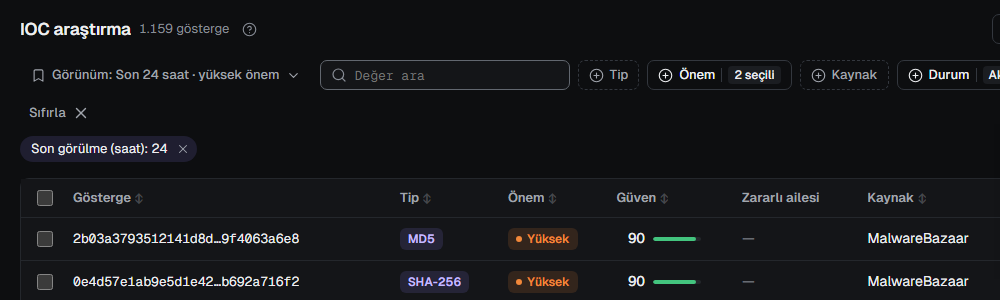 IOC araştırma 1.159 gösterge
Görünüm: Son 24 saat · yüksek önem Değer ara Tip Önem 2 seçili Kaynak Durum
Sıfırla
Son görülme (saat): 24
Gösterge Tip Önem Güven Zararlı ailesi Kaynak
2b03a3793512141d8d…9f4063a6e8 MD5 Yüksek 90 — MalwareBazaar
0e4d57e1ab9e5d1e42…b692a716f2 SHA-256 Yüksek 90 — MalwareBazaar